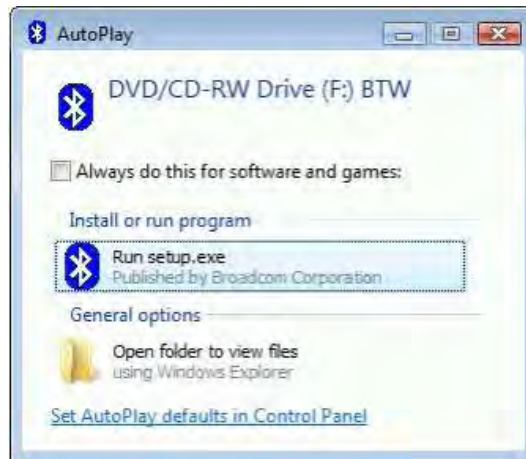 AutoPlay
DVD/CD-RW Drive (F:) BTW
Always do this for software and games:
Install or run program
Run setup.exe
Published by Broadcom Corporation
General options
Open folder to view files
using Windows Explorer
Set AutoPlay defaults in Control Panel